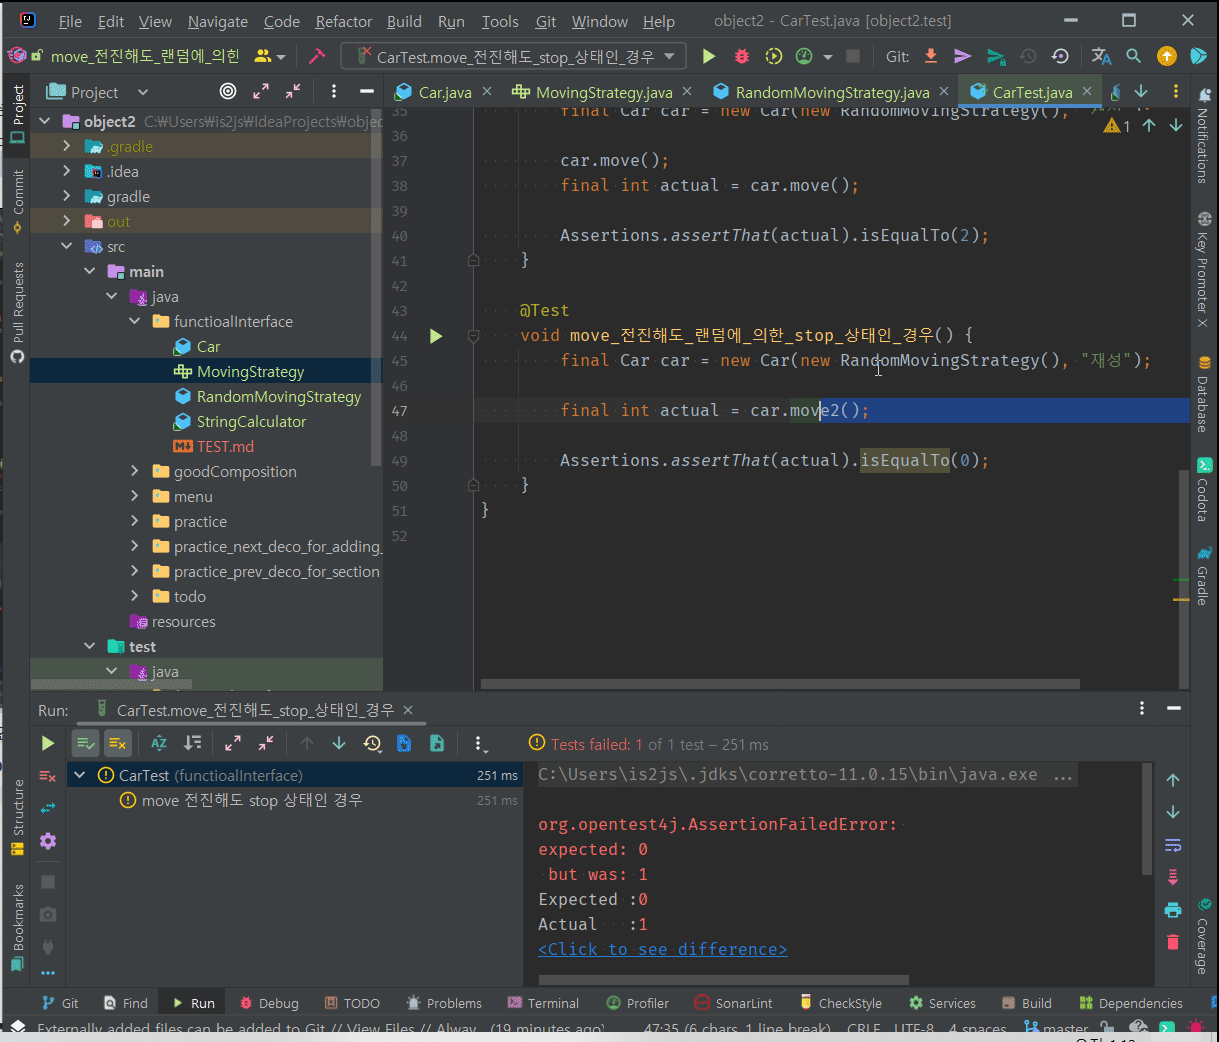 File Edit View Navigate Code Refactor Build Run Tools Git Window Help object2 - CarTest.java [object2.test]
move_전진해도_랜덤에_의한 CarTest.move_전진해도_stop_상태인_경우 Git:
Project Car.java MovingStrategy.java RandomMovingStrategy.java CarTest.java
object2 C:₩Users₩is2js₩IdeaProjects₩objec
.gradle
.idea
gradle
out
src
main
java
functioalInterface
Car
MovingStrategy
RandomMovingStrategy
StringCalculator
TEST.md
goodComposition
menu
practice
practice_next_deco_for_adding_
practice_prev_deco_for_section
todo
resources
test
java
35 final Car car = new Car(new RandomMovingStrategy(),
1
36
37 car.move();
38 final int actual = car.move();
39
40 Assertions.assertThat(actual).isEqualTo(2);
41 }
42
43 @Test
44 void move_전진해도_랜덤에_의한_stop_상태인_경우() {
45 final Car car = new Car(new RandomMovingStrategy(), "재성");
46
47 final int actual = car.move2();
48
49 Assertions.assertThat(actual).isEqualTo(0);
50 }
51 }
52
Project
Commit
Pull Requests
Structure
Bookmarks
Notifications
Key Promoter X
Database
Codota
Gradle
Coverage
Run: CarTest.move_전진해도_stop_상태인_경우
Tests failed: 1 of 1 test – 251 ms
CarTest (functioalInterface) 251 ms
move 전진해도 stop 상태인 경우 251 ms
C:\Users\is2js\.jdks\corretto-11.0.15\bin\java.exe ...
org.opentest4j.AssertionFailedError:
expected: 0
but was: 1
Expected :0
Actual :1
<Click to see difference>
Git Find Run Debug TODO Problems Terminal Profiler SonarLint CheckStyle Services Build Dependencies
Externally added files can be added to Git // View Files // Alway.. (19 minutes ago) 47:35 (6 chars, 1 line break) CRLF UTF-8 4 spaces master